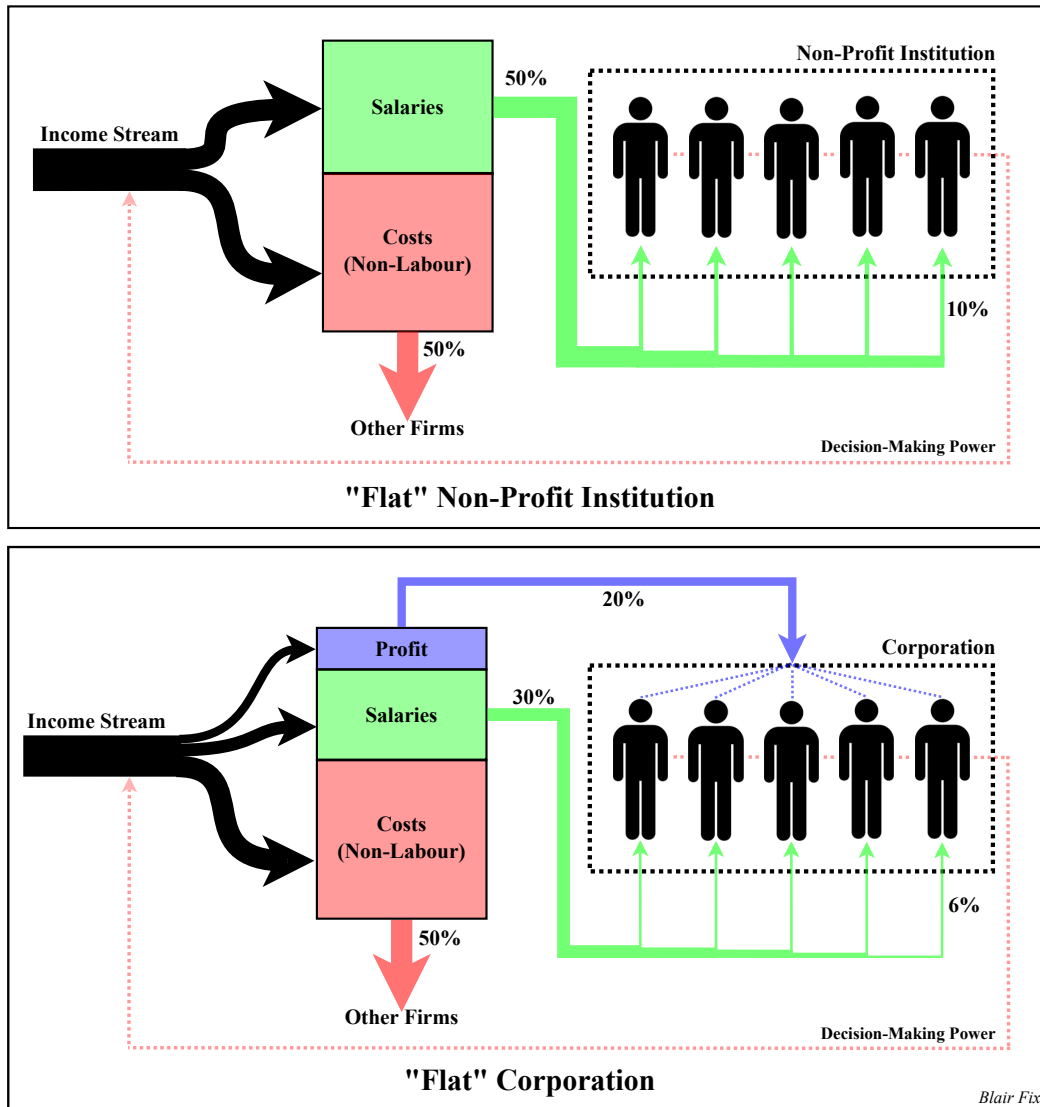 Non-Profit Institution
50%
Salaries
Income Stream
Costs
(Non-Labour)
10%
50%
Other Firms
Decision-Making Power
"Flat" Non-Profit Institution
20%
Profit
Corporation
30%
Salaries
Income Stream
Costs
(Non-Labour)
6%
50%
Other Firms
Decision-Making Power
"Flat" Corporation
Blair Fix